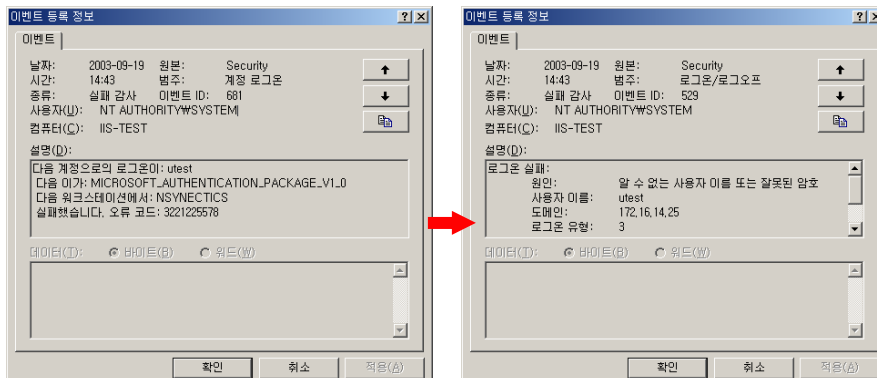 이벤트 등록 정보
이벤트
날짜: 2003-09-19 원본: Security
시간: 14:43 범주: 계정 로그온
종류: 실패 감사 이벤트 ID: 681
사용자(U): NT AUTHORITY₩SYSTEM
컴퓨터(C): IIS-TEST
설명(D):
다음 계정으로의 로그온이: utest
다음 이가: MICROSOFT_AUTHENTICATION_PACKAGE_V1_0
다음 워크스테이션에서: NSYNECTICS
실패했습니다. 오류 코드: 3221225578
데이터(T): 바이트(B) 워드(W)
확인 취소 적용(A)
이벤트 등록 정보
이벤트
날짜: 2003-09-19 원본: Security
시간: 14:43 범주: 로그온/로그오프
종류: 실패 감사 이벤트 ID: 529
사용자(U): NT AUTHORITY₩SYSTEM
컴퓨터(C): IIS-TEST
설명(D):
로그온 실패:
원인: 알 수 없는 사용자 이름 또는 잘못된 암호
사용자 이름: utest
도메인: 172.16.14.25
로그온 유형: 3
데이터(T): 바이트(B) 워드(W)
확인 취소 적용(A)